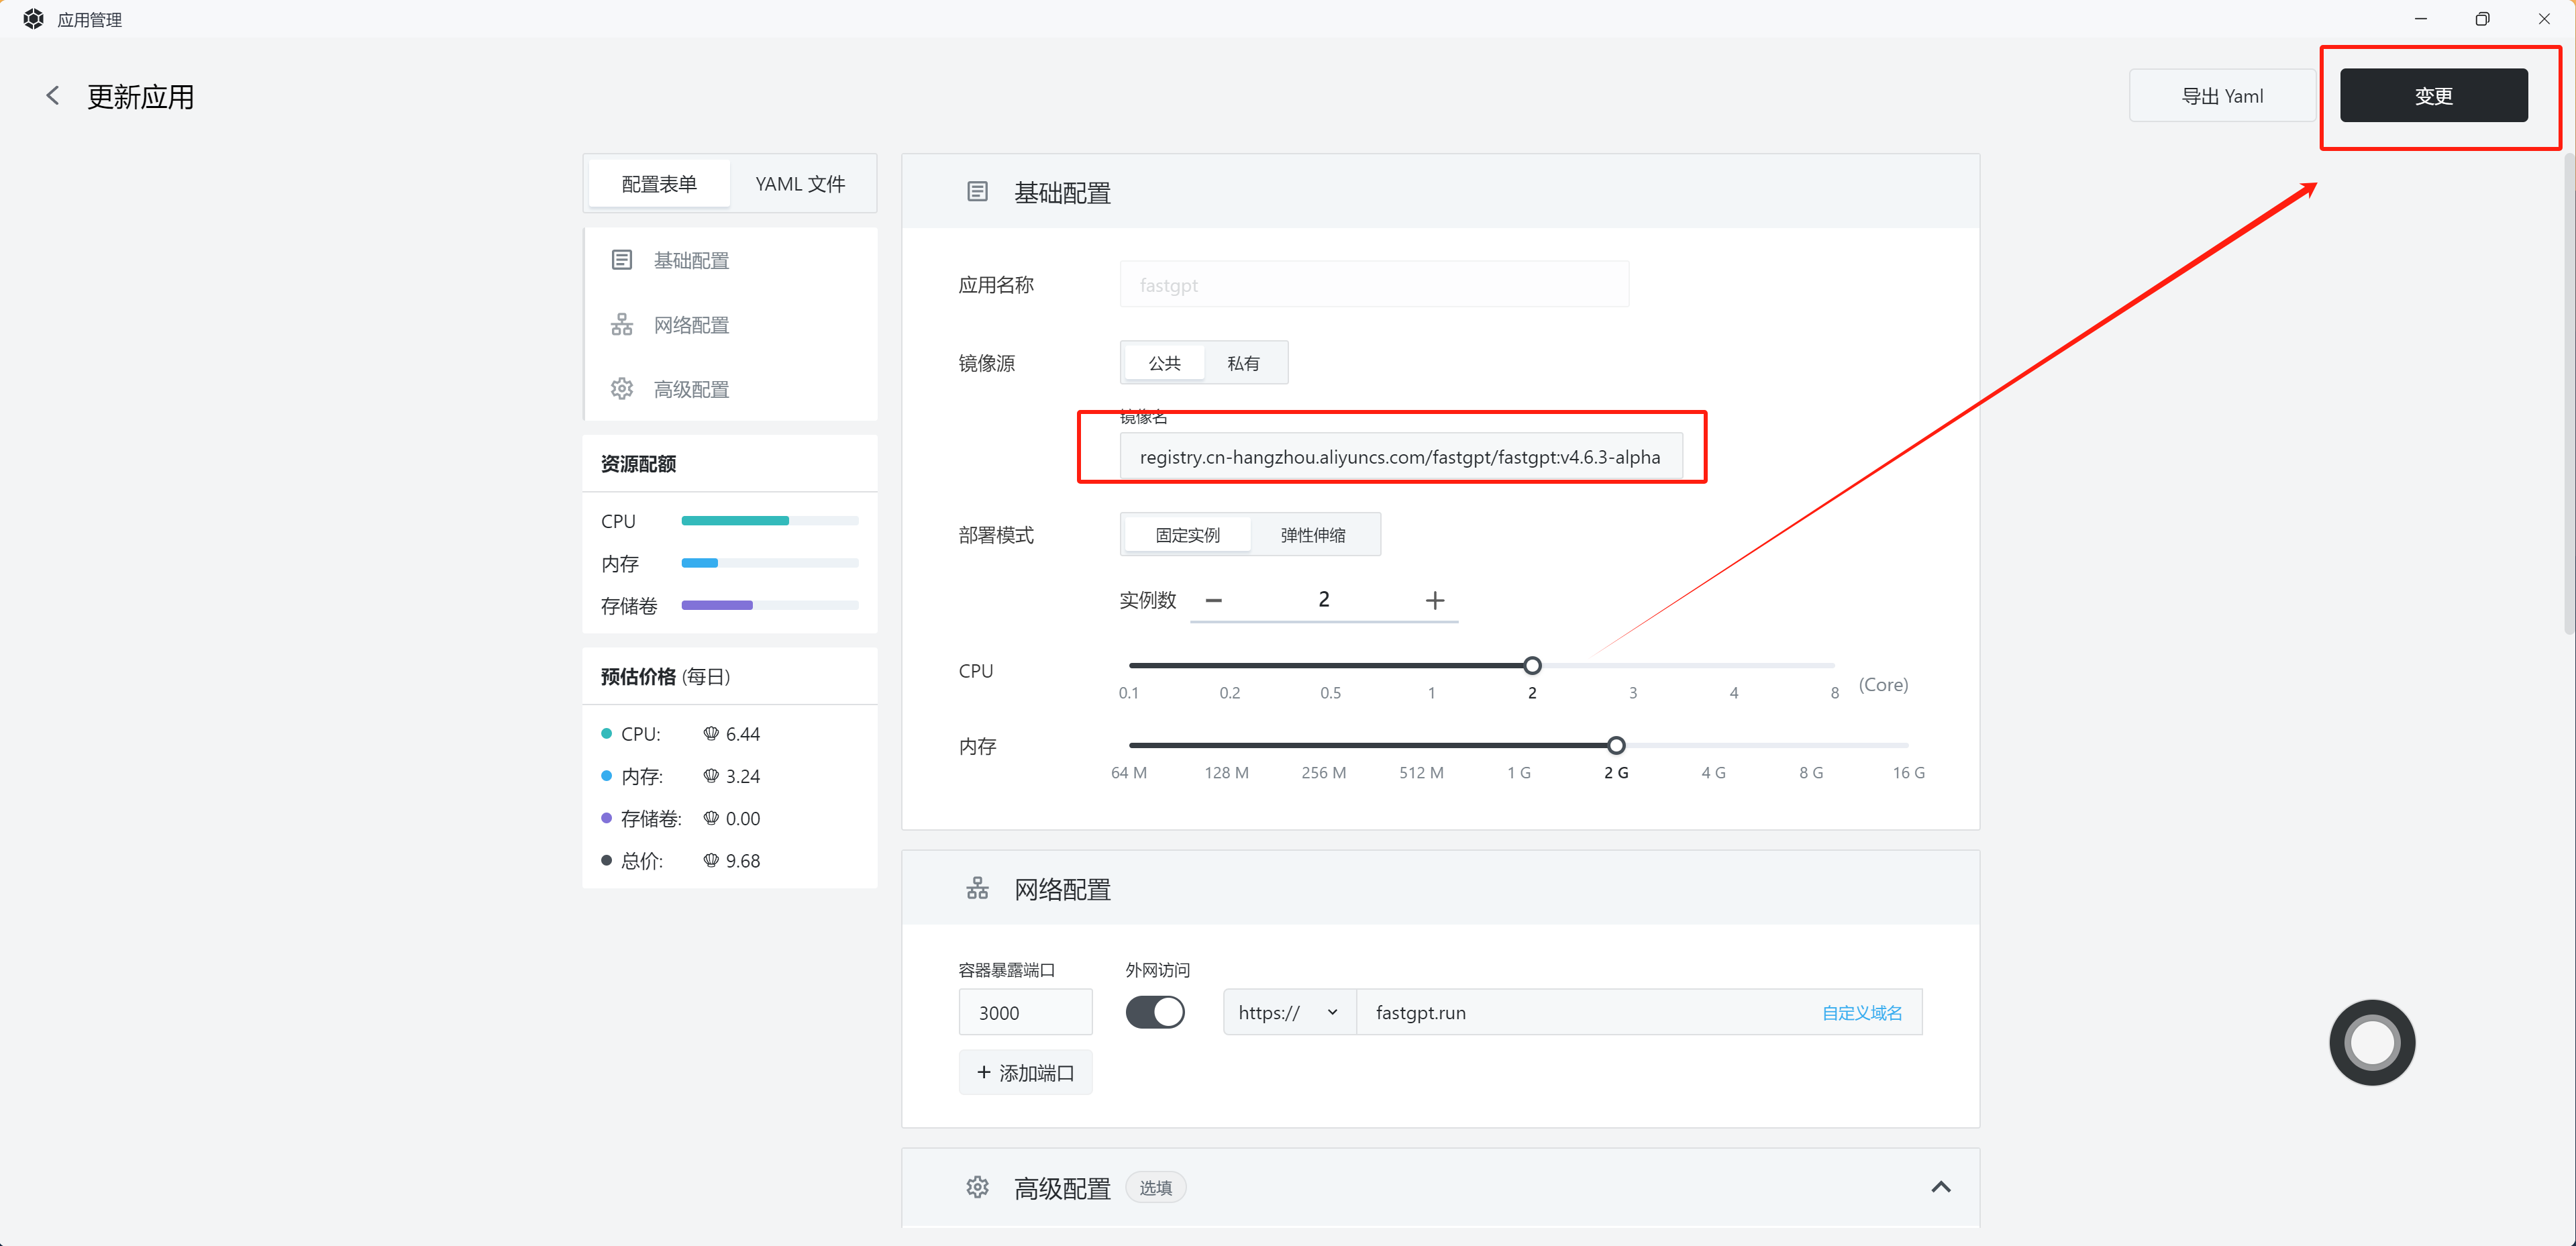 应用管理
更新应用
导出 Yaml
变更
配置表单
YAML 文件
基础配置
网络配置
高级配置
资源配额
CPU
内存
存储卷
预估价格 (每日)
CPU: 6.44
内存: 3.24
存储卷: 0.00
总价: 9.68
基础配置
应用名称 fastgpt
镜像源 公共 私有
镜像名
registry.cn-hangzhou.aliyuncs.com/fastgpt/fastgpt:v4.6.3-alpha
部署模式 固定实例 弹性伸缩
实例数 2
CPU
0.1 0.2 0.5 1 2 3 4 8 (Core)
内存
64 M 128 M 256 M 512 M 1 G 2 G 4 G 8 G 16 G
网络配置
容器暴露端口 外网访问
3000 https:// fastgpt.run 自定义域名
添加端口
高级配置 选填